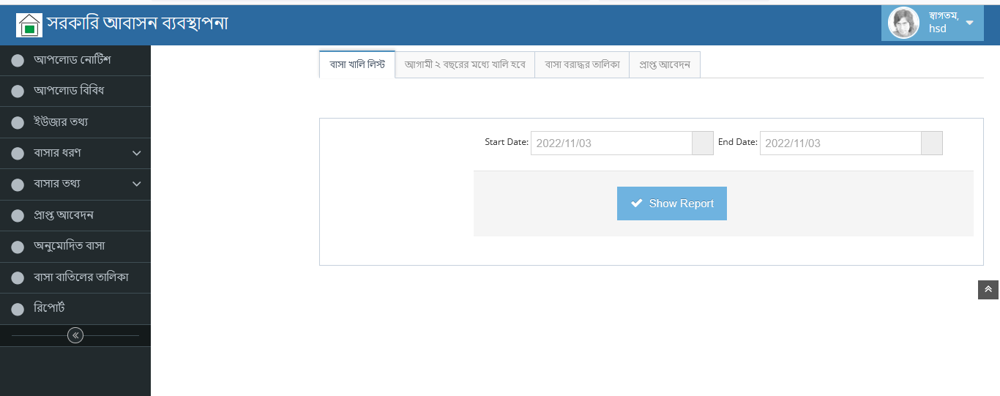 সরকারি আবাসন ব্যবস্থাপনা
স্বাগতম,
hsd
আপলোড নোটিশ
আপলোড বিবিধ
ইউজার তথ্য
বাসার ধরণ
বাসার তথ্য
প্রাপ্ত আবেদন
অনুমোদিত বাসা
বাসা বাতিলের তালিকা
রিপোর্ট
বাসা খালি লিস্ট
আগামী ২ বছরের মধ্যে খালি হবে
বাসা বরাদ্ধর তালিকা
প্রাপ্ত আবেদন
Start Date: 2022/11/03 End Date: 2022/11/03
Show Report